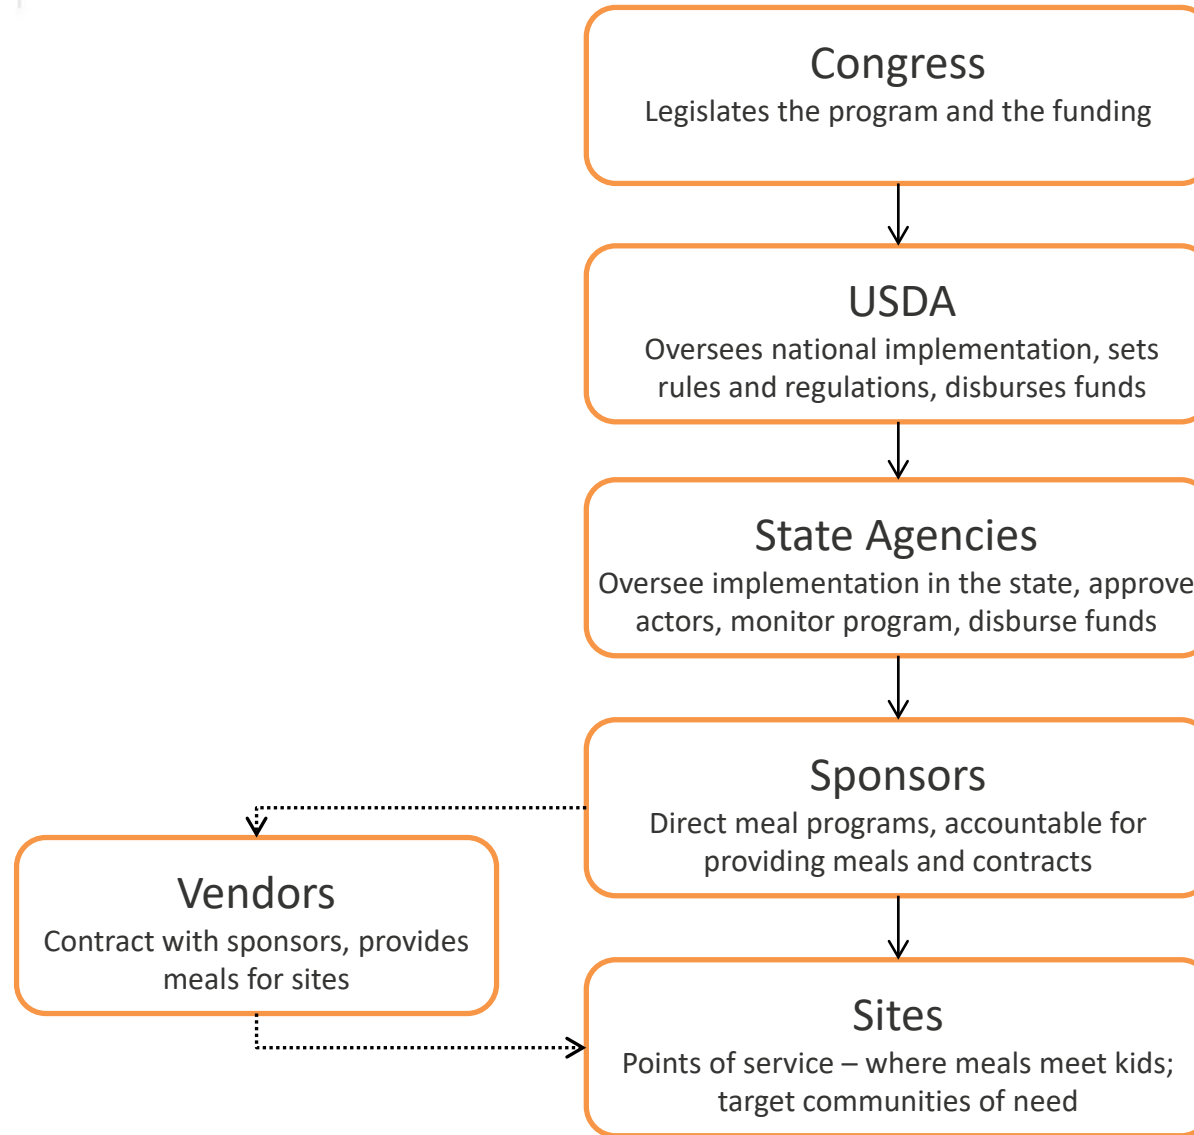 Congress
Legislates the program and the funding
USDA
Oversees national implementation, sets
rules and regulations, disburses funds
State Agencies
Oversee implementation in the state, approve
actors, monitor program, disburse funds
Sponsors
Direct meal programs, accountable for
providing meals and contracts
Vendors
Contract with sponsors, provides
meals for sites
Sites
Points of service – where meals meet kids;
target communities of need